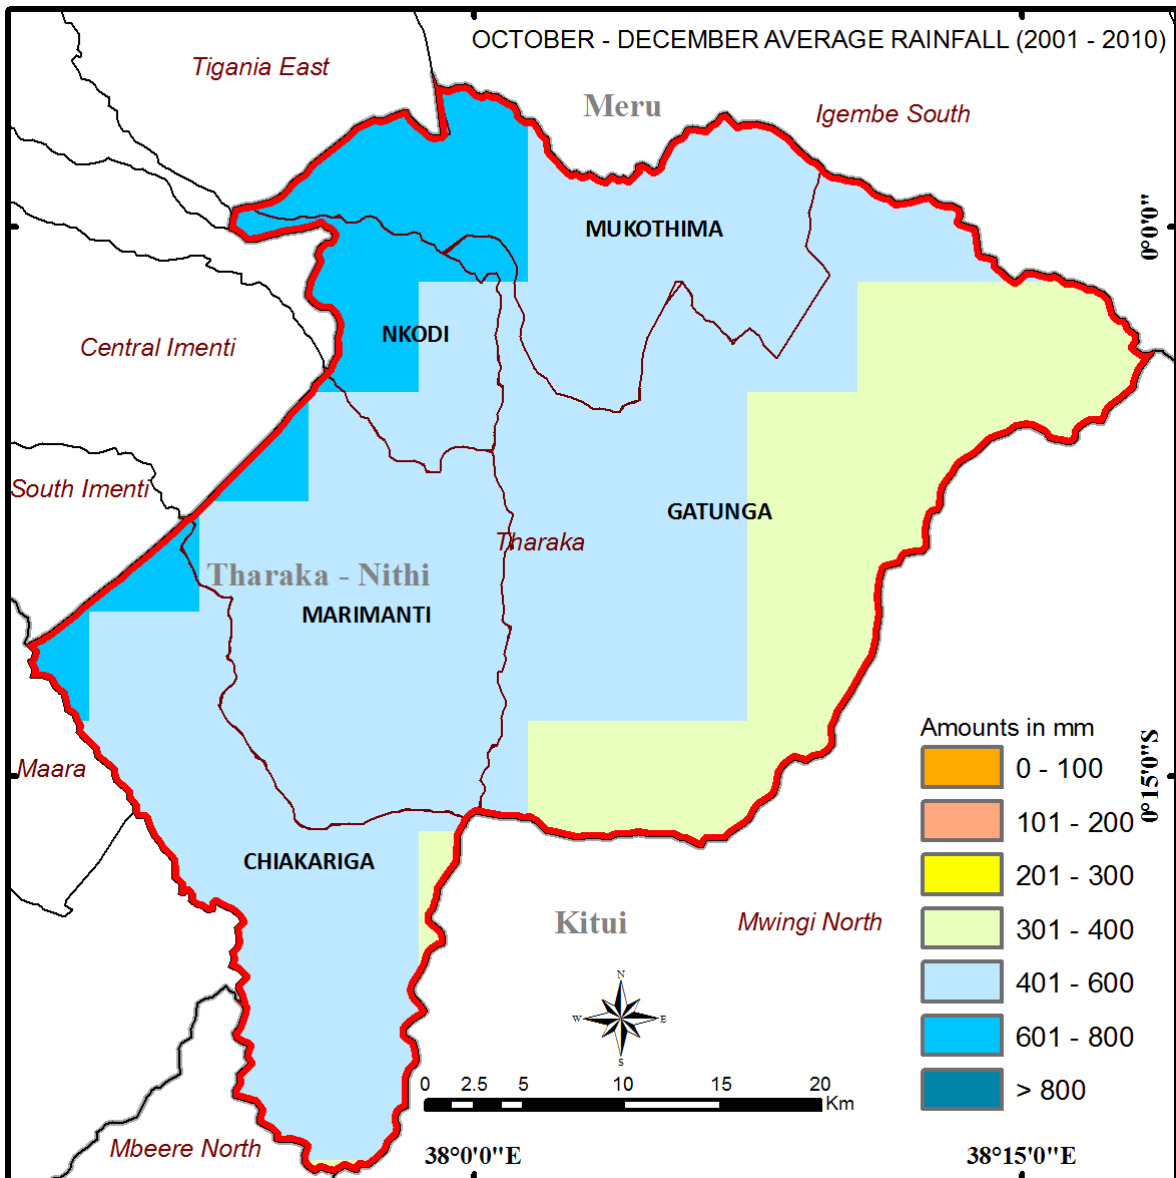 OCTOBER - DECEMBER AVERAGE RAINFALL (2001 - 2010)
Tigania East
Meru
Igembe South
MUKOTHIMA
0°0'0"
NKODI
Central Imenti
South Imenti
GATUNGA
Tharaka
Tharaka - Nithi
MARIMANTI
Maara
CHIAKARIGA
Kitui
Mwingi North
Amounts in mm
0 - 100
101 - 200
201 - 300
301 - 400
401 - 600
601 - 800
> 800
0°15'0"S
N
W E
S
0 2.5 5 10 15 20
Km
Mbeere North
38°0'0"E
38°15'0"E